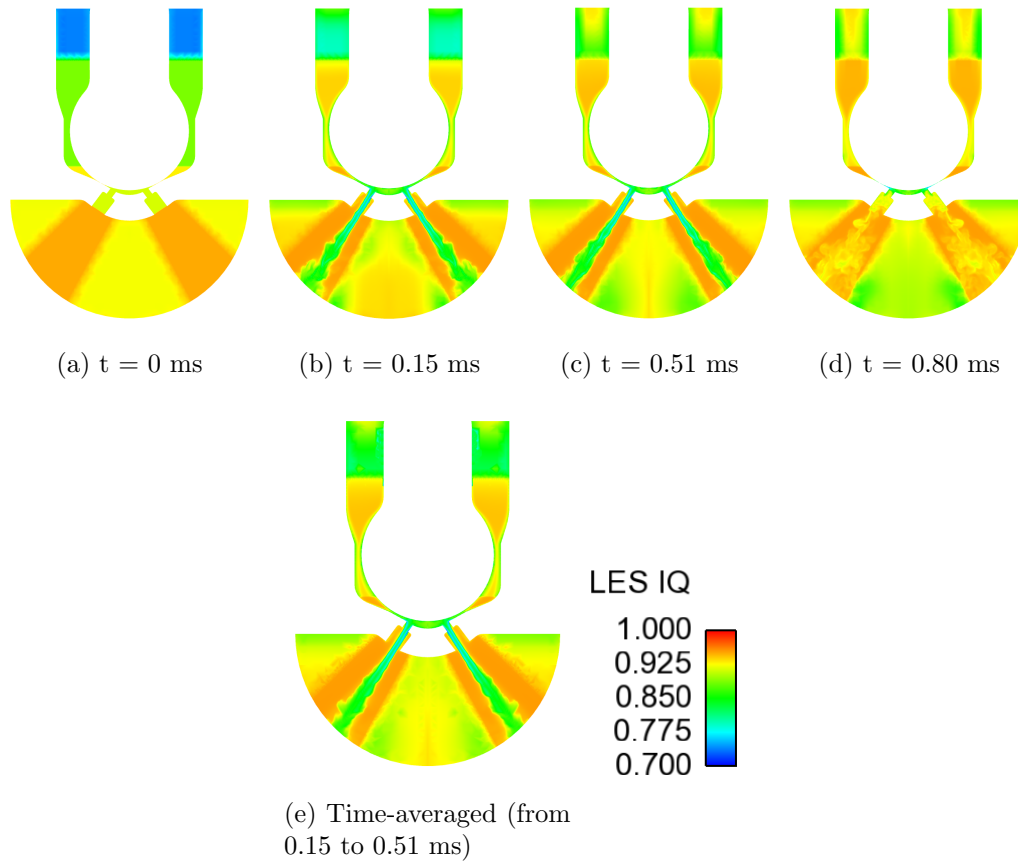 (a) t = 0 ms
(b) t = 0.15 ms
(c) t = 0.51 ms
(d) t = 0.80 ms
LES IQ
1.000
0.925
0.850
0.775
0.700
(e) Time-averaged (from
0.15 to 0.51 ms)